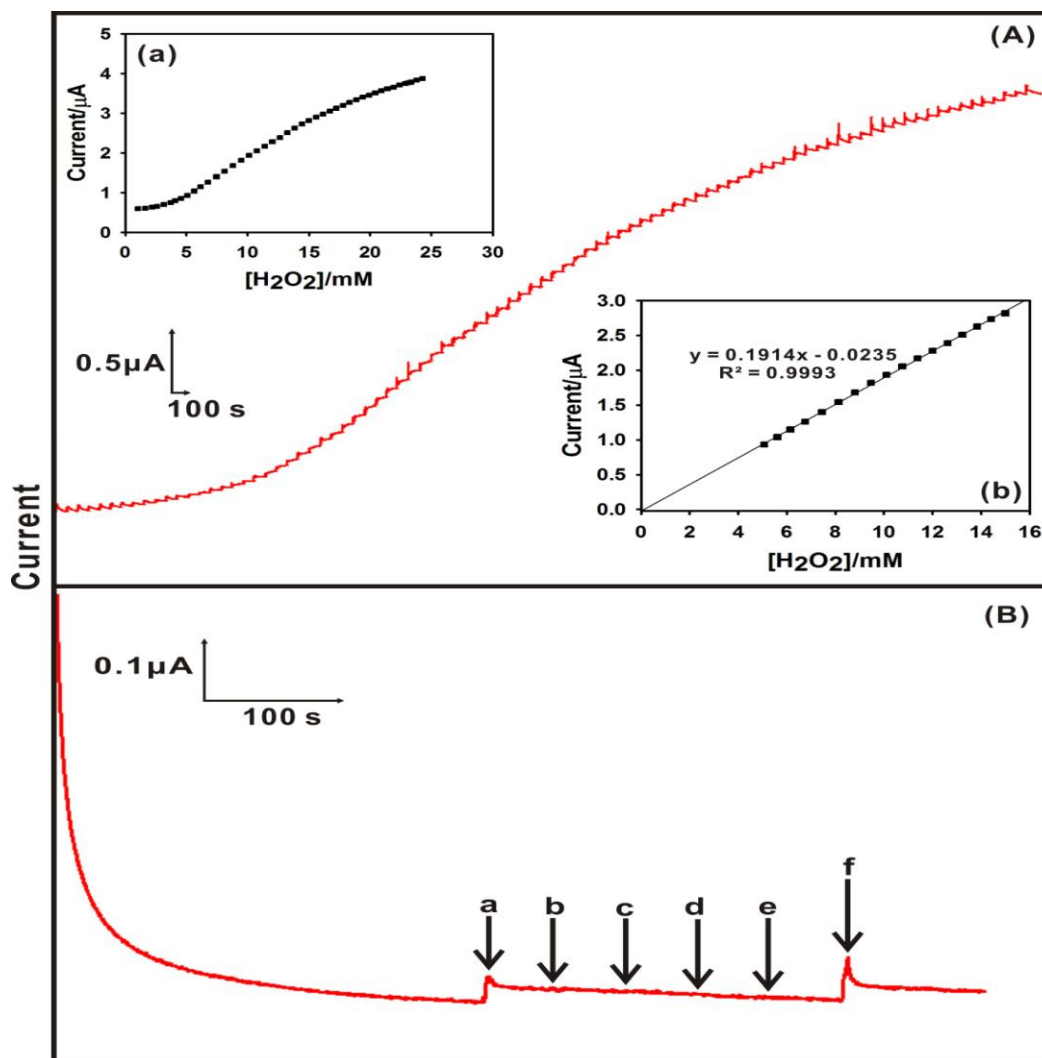 Current
(A)
(a)
Current/µA
5
4
3
2
1
0
0 5 10 15 20 25 30
[H2O2]/mM
0.5µA
100 s
Current/µA
3.0
2.5
2.0
1.5
1.0
0.5
0.0
y = 0.1914x - 0.0235
R² = 0.9993
(b)
0 2 4 6 8 10 12 14 16
[H2O2]/mM
(B)
0.1µA
100 s
a b c d e f